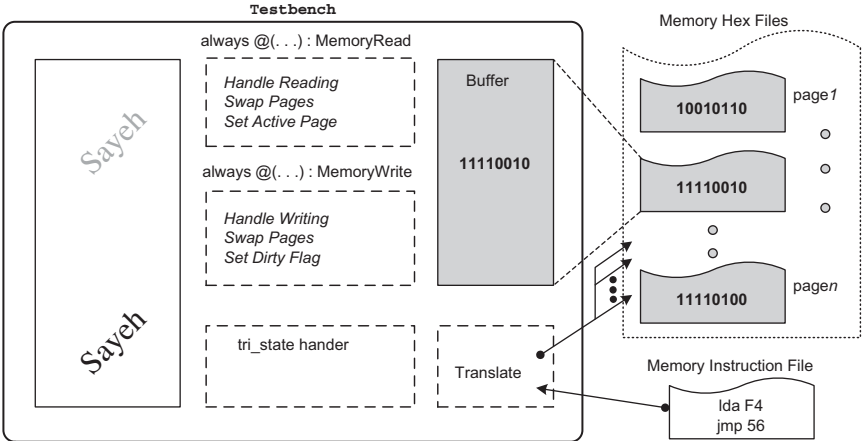 Testbench
always @(. . .) : MemoryRead
Handle Reading
Swap Pages
Set Active Page
always @(. . .) : MemoryWrite
Handle Writing
Swap Pages
Set Dirty Flag
tri_state hander
Sayeh
Sayeh
Buffer
11110010
Translate
Memory Hex Files
10010110
page1
11110010
11110100
pagen
Memory Instruction File
lda F4
jmp 56